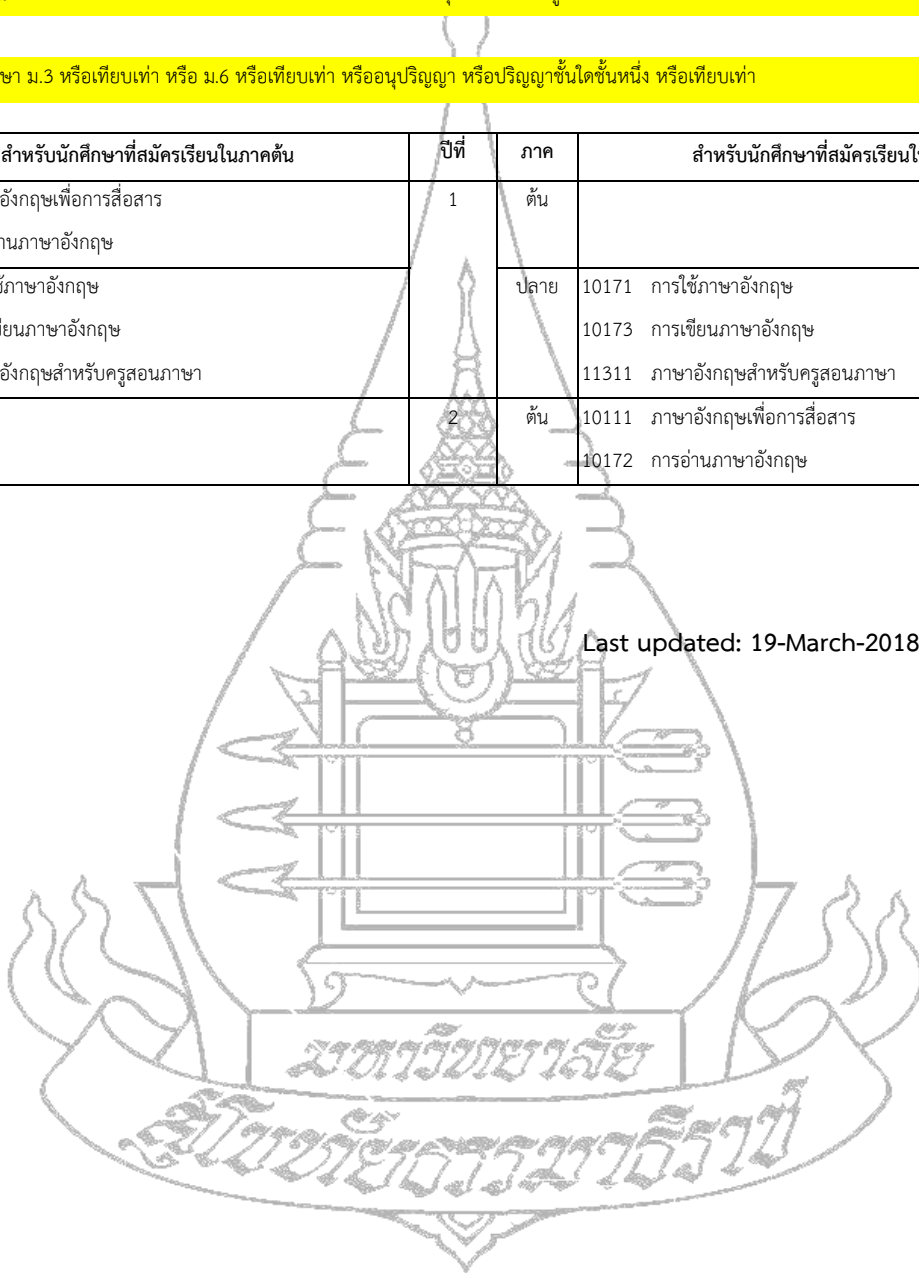 ษา ม.3 หรือเทียบเท่า หรือ ม.6 หรือเทียบเท่า หรืออนุปริญญา หรือปริญญาชั้นใดชั้นหนึ่ง หรือเทียบเท่า
สำหรับนักศึกษาที่สมัครเรียนในภาคต้น ปีที่ ภาค สำหรับนักศึกษาที่สมัครเรียนใ
อังกฤษเพื่อการสื่อสาร 1 ต้น
านภาษาอังกฤษ
ช้ภาษาอังกฤษ ปลาย 10171 การใช้ภาษาอังกฤษ
ขียนภาษาอังกฤษ 10173 การเขียนภาษาอังกฤษ
อังกฤษสำหรับครูสอนภาษา 11311 ภาษาอังกฤษสำหรับครูสอนภาษา
2 ต้น 10111 ภาษาอังกฤษเพื่อการสื่อสาร
10172 การอ่านภาษาอังกฤษ
Last updated: 19-March-2018
มหาวิทยาลัย
สุโขทัยธรรมาธิราช